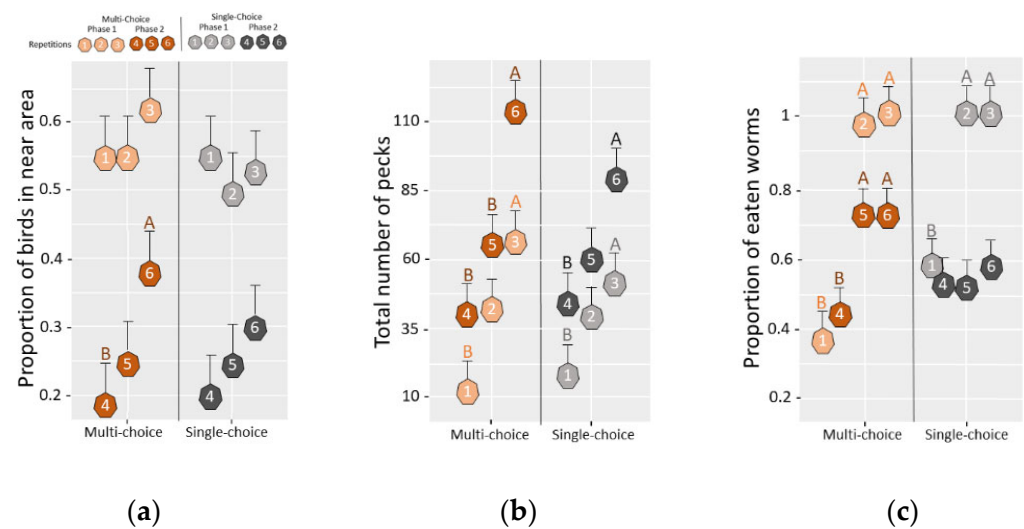 Multi-Choice Single-Choice
Phase 1 Phase 2 Phase 1 Phase 2
Repetitions 1 2 3 4 5 6 1 2 3 4 5 6
Proportion of birds in near area
0.6
0.5
0.4
0.3
0.2
1 2 3
A
6
B
4 5
1 2 3
4 5 6
Multi-choice Single-choice
(a)
Total number of pecks
110
85
60
35
10
A
6
B A
5 3
B
4 2
B
1
A
6
5 A
B 3
4 2
B
1
Multi-choice Single-choice
(b)
Proportion of eaten worms
1
0.8
0.6
0.4
0.2
A A
2 3
A A
5 6
B
B 4
1
A A
2 3
B
1 4 5 6
Multi-choice Single-choice
(c)